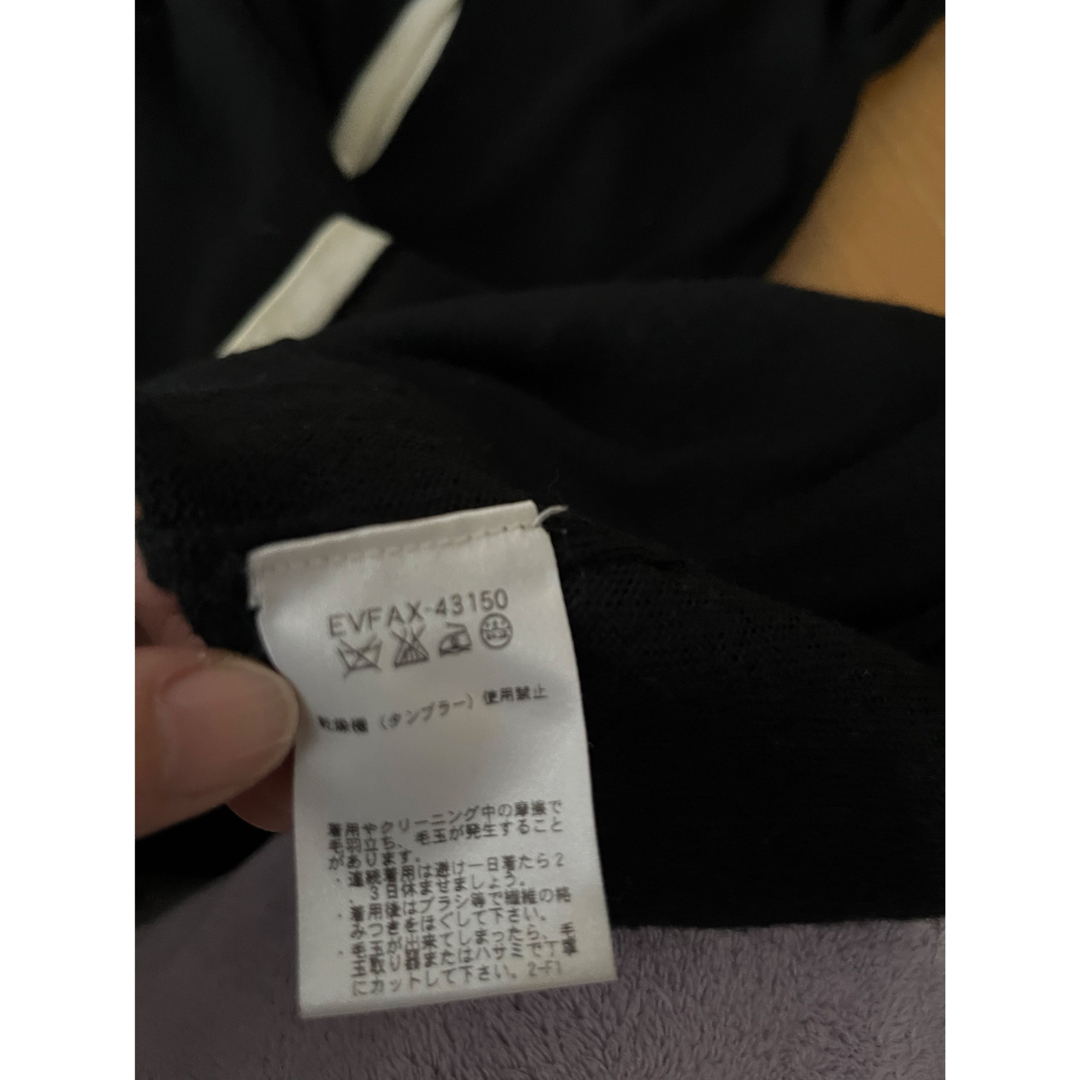 EVFAX-43150
乾燥機（タンブラー）使用禁止
着用やクリーニング中の摩擦で
毛羽立ち、毛玉が発生すること
があります。
・連続着用は避け一日着たら2
、3日休ませましょう。
・着用後はブラシ等で繊維の絡
みつきをほぐして下さい。
・毛玉が出来てしまったら、毛
玉取り器またはハサミで丁寧
にカットして下さい。2-F1